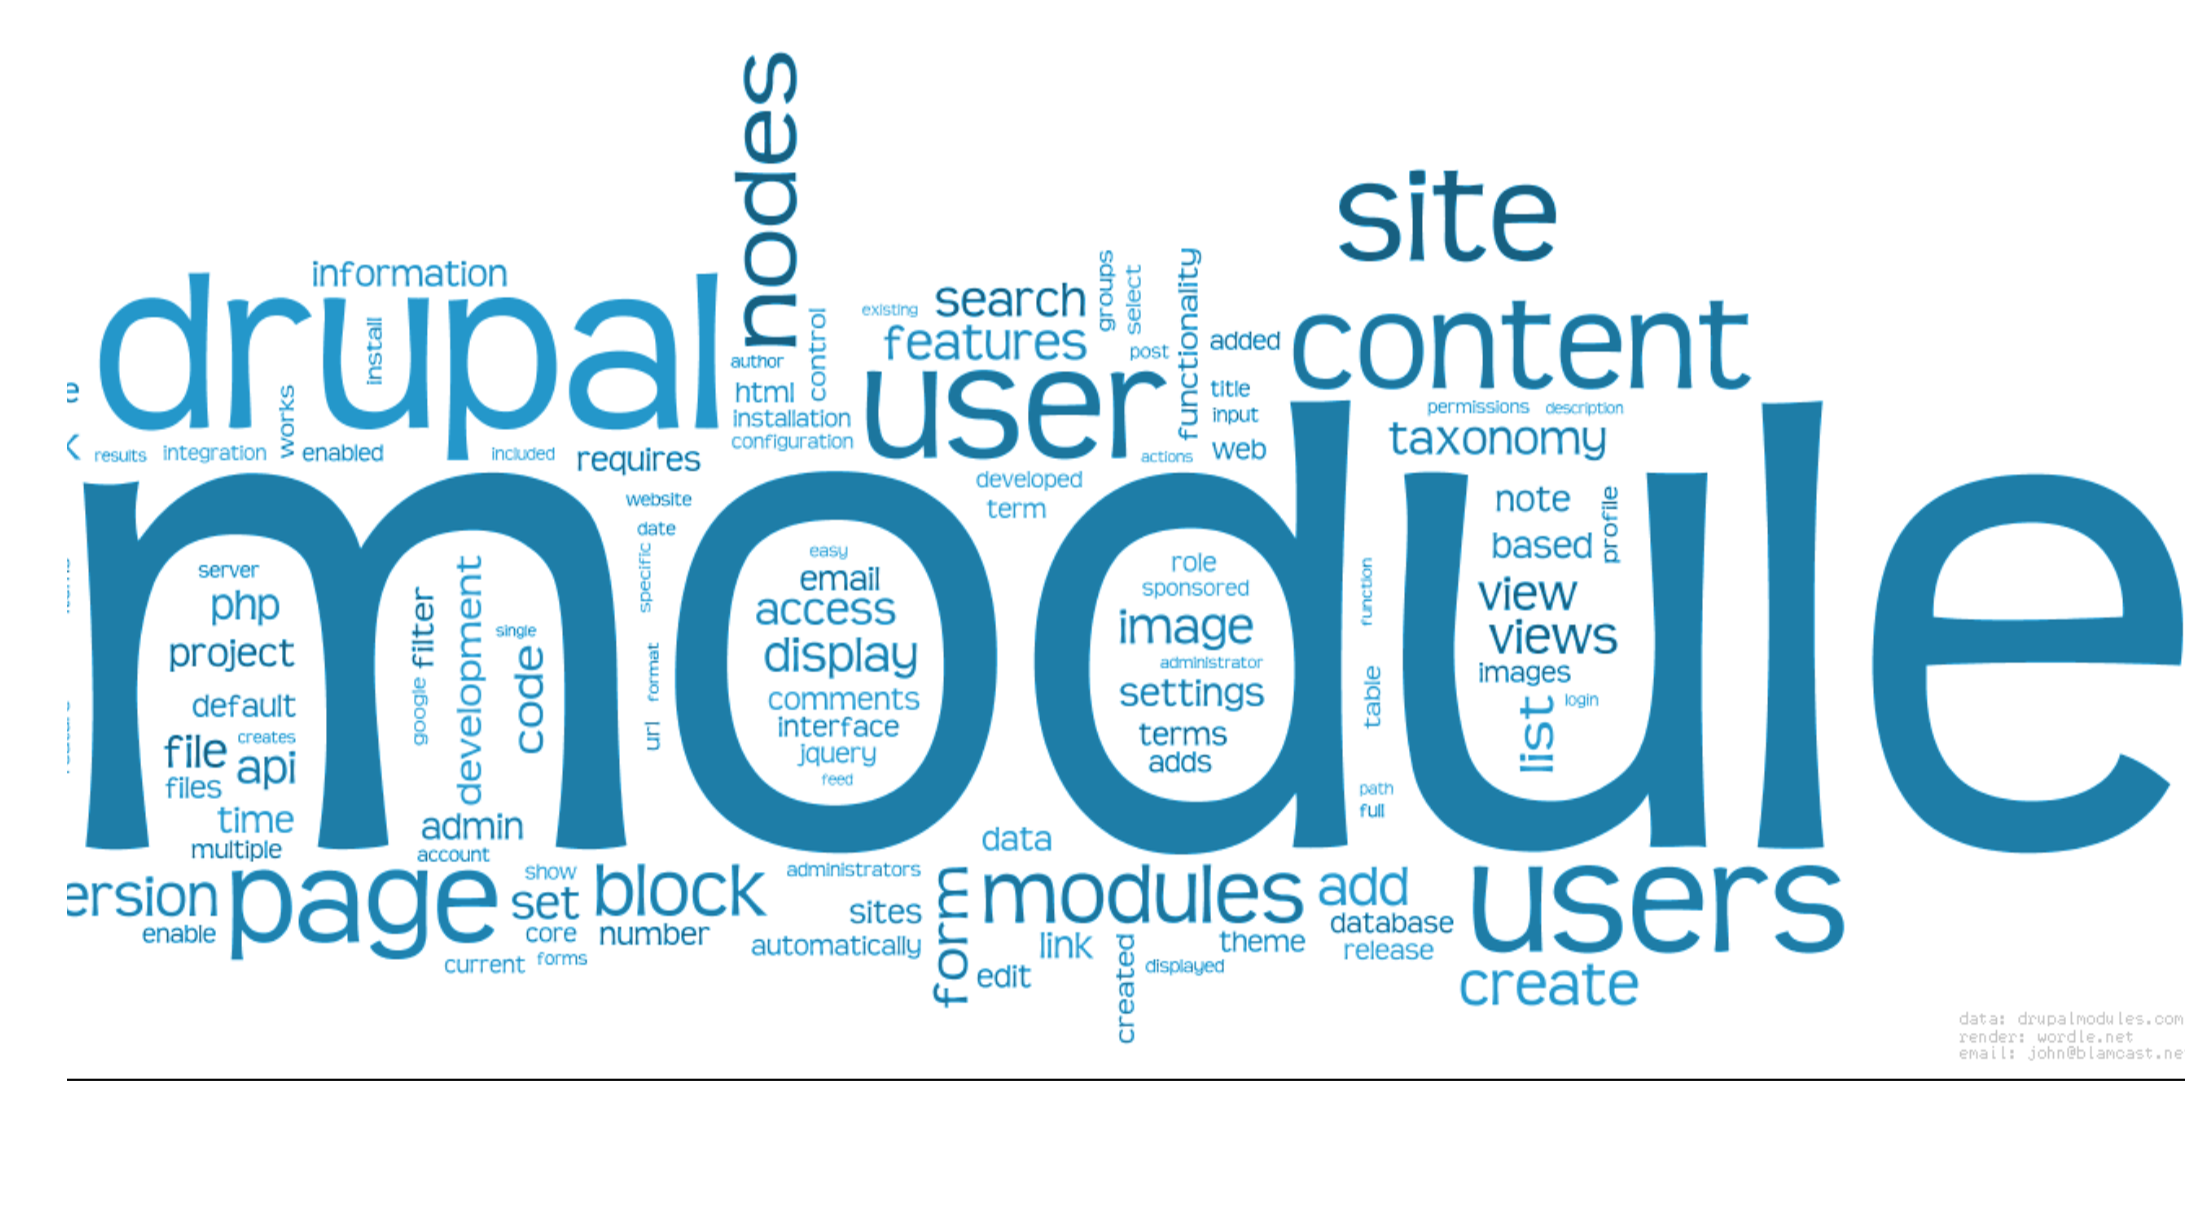 nodes
site
information
drupal
install
works
control
existing
search
features
groups
select
post
functionality
added
content
author
html
installation
configuration
user
title
input
web
actions
permissions
description
taxonomy
results
integration
enabled
included
requires
developed
term
module
website
date
specific
format
url
server
php
project
default
file
creates
api
files
time
multiple
google
filter
development
single
code
admin
account
easy
email
access
display
comments
interface
jquery
feed
role
sponsored
image
administrator
settings
terms
adds
function
table
path
full
note
based
profile
view
views
images
list
login
data
ersion
page
enable
show
set
core
current
forms
block
number
administrators
sites
automatically
form
modules
edit
link
created
displayed
theme
add
database
release
users
create
data: drupalmodules.com
render: wordle.net
email: john@blamcast.ne